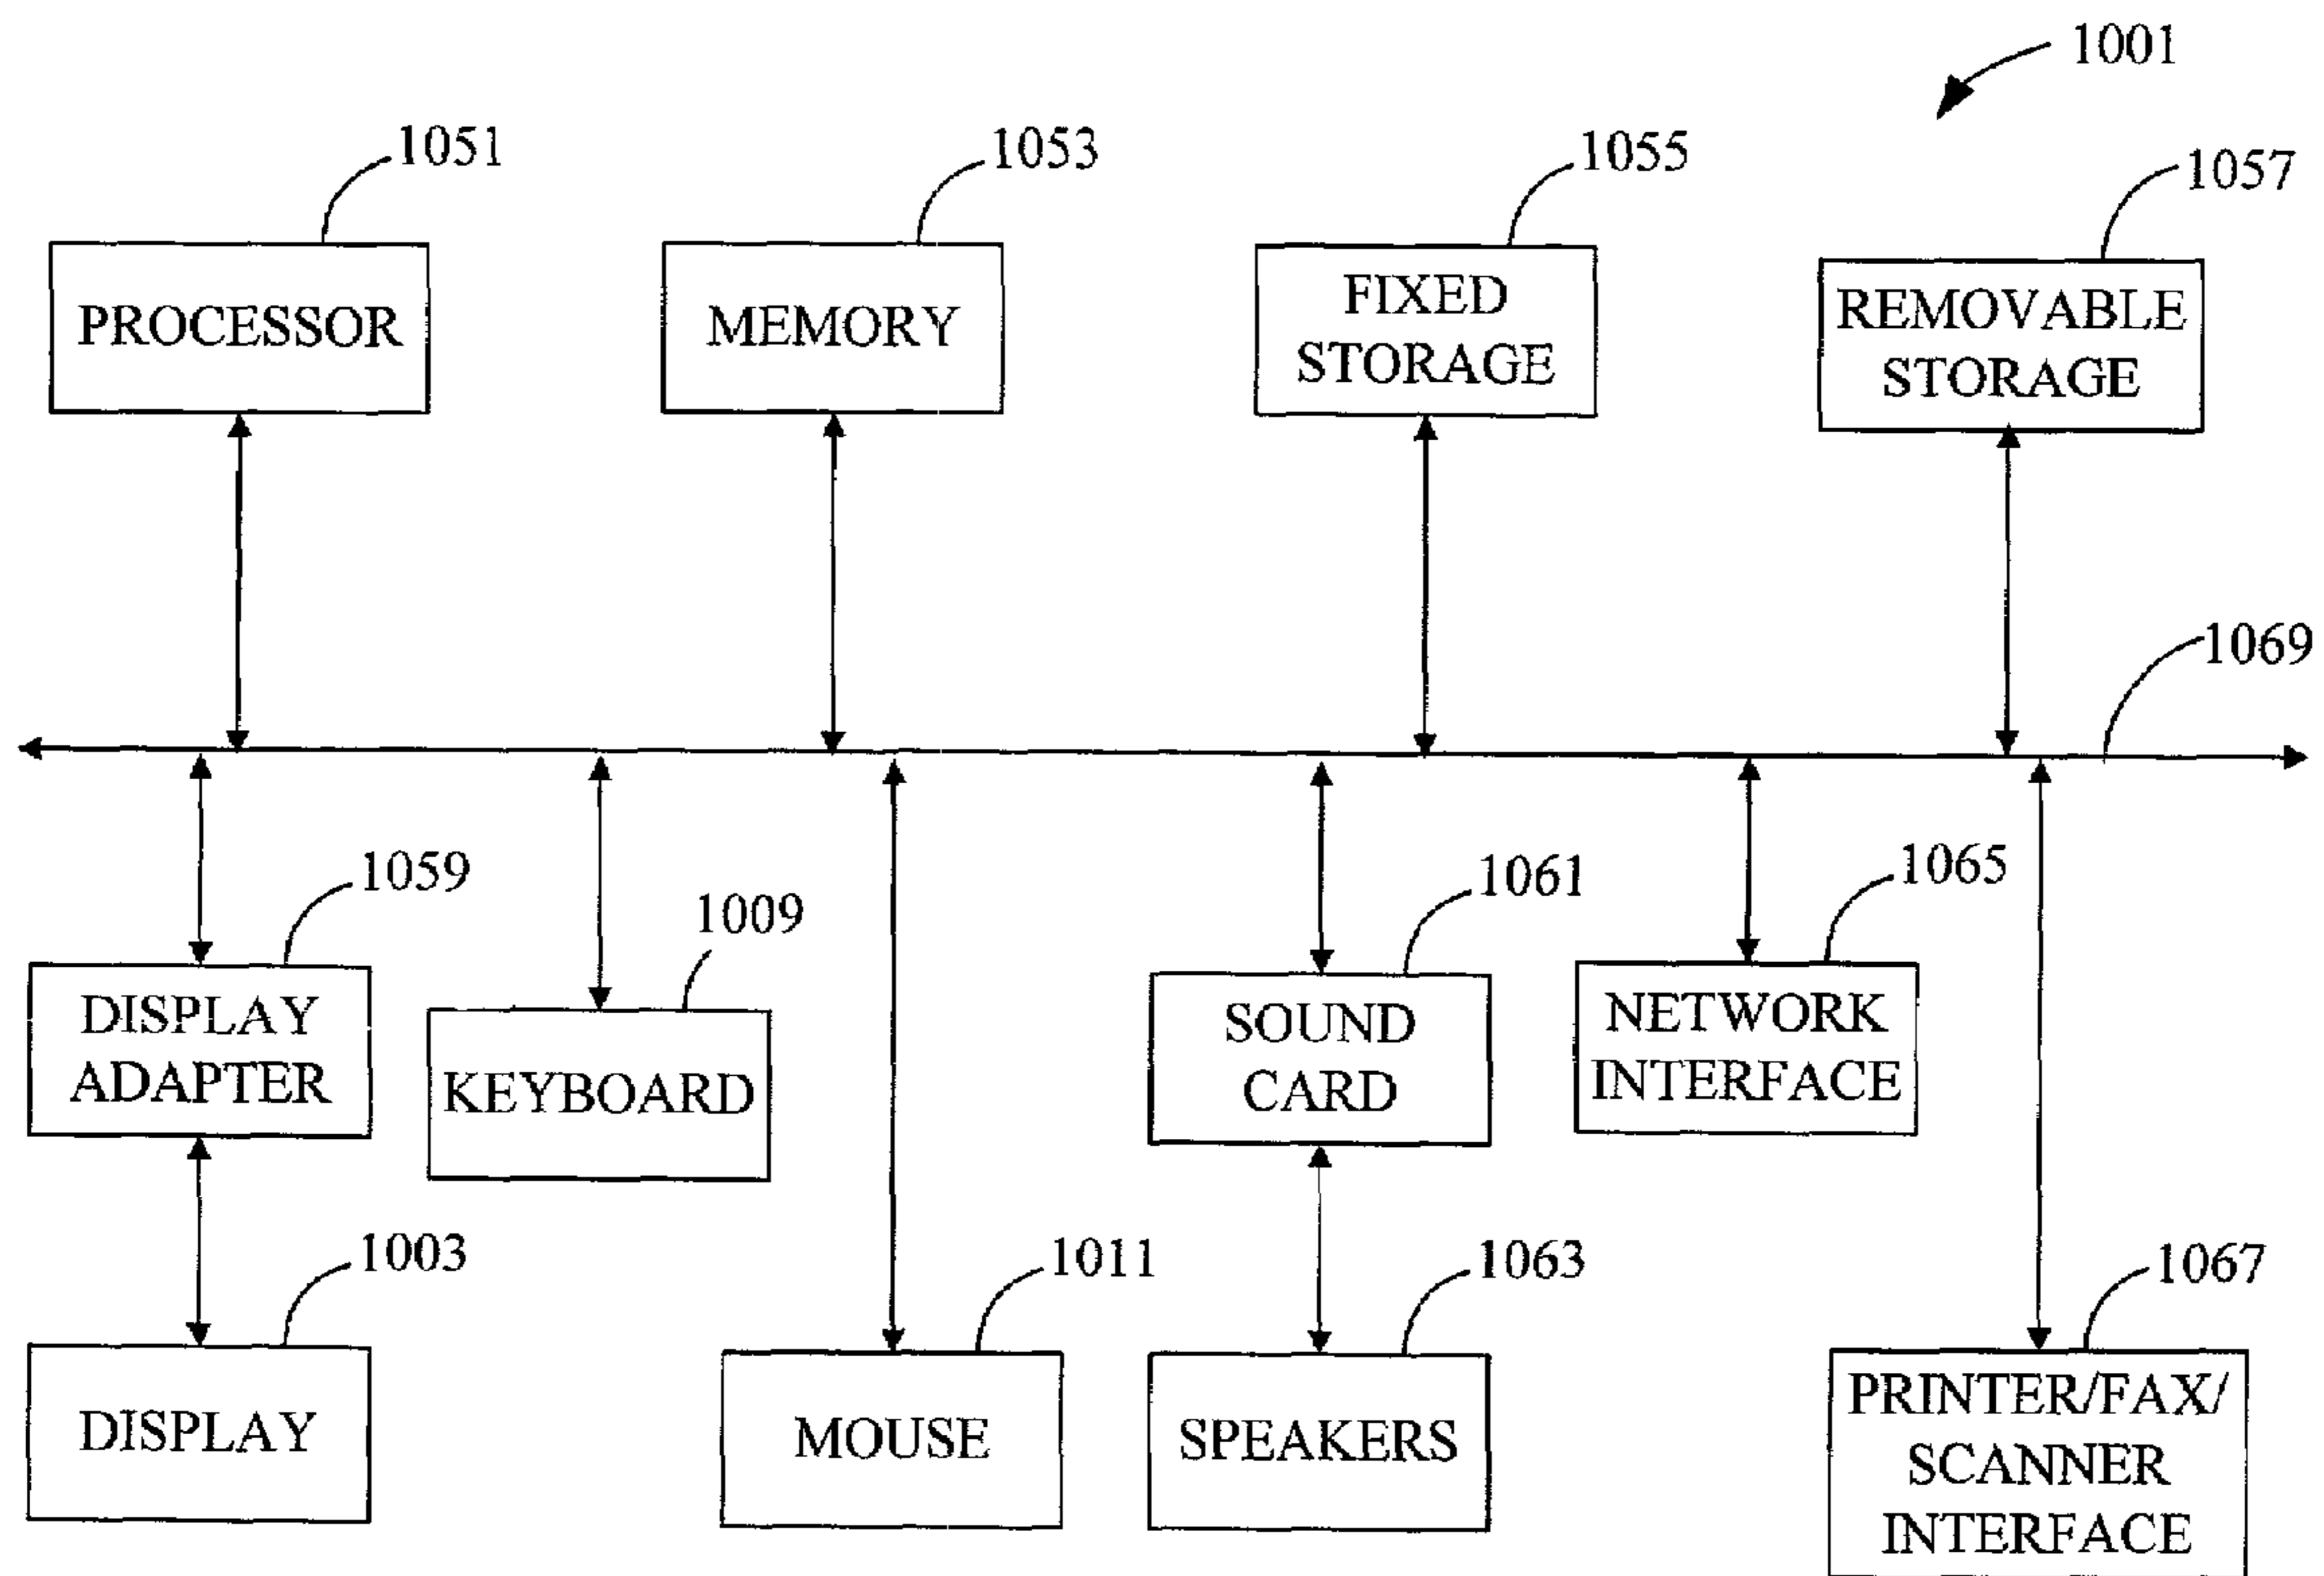 1001
1051
1053
1055
1057
PROCESSOR
MEMORY
FIXED
STORAGE
REMOVABLE
STORAGE
1069
1059
1009
1061
1065
DISPLAY
ADAPTER
KEYBOARD
SOUND
CARD
NETWORK
INTERFACE
1003
1011
1063
1067
DISPLAY
MOUSE
SPEAKERS
PRINTER/FAX/
SCANNER
INTERFACE